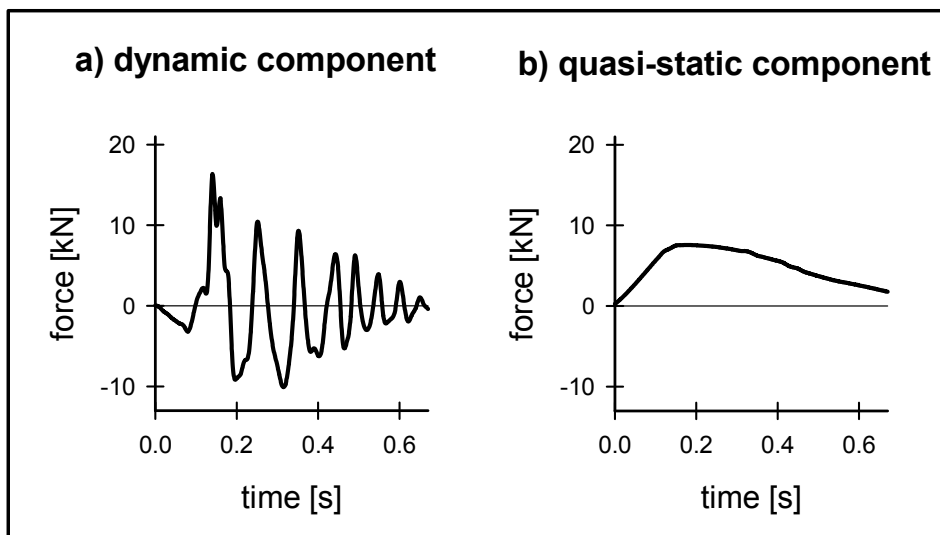 a) dynamic component
b) quasi-static component
20
10
0
-10
force [kN]
0.0 0.2 0.4 0.6
time [s]
20
10
0
-10
force [kN]
0.0 0.2 0.4 0.6
time [s]